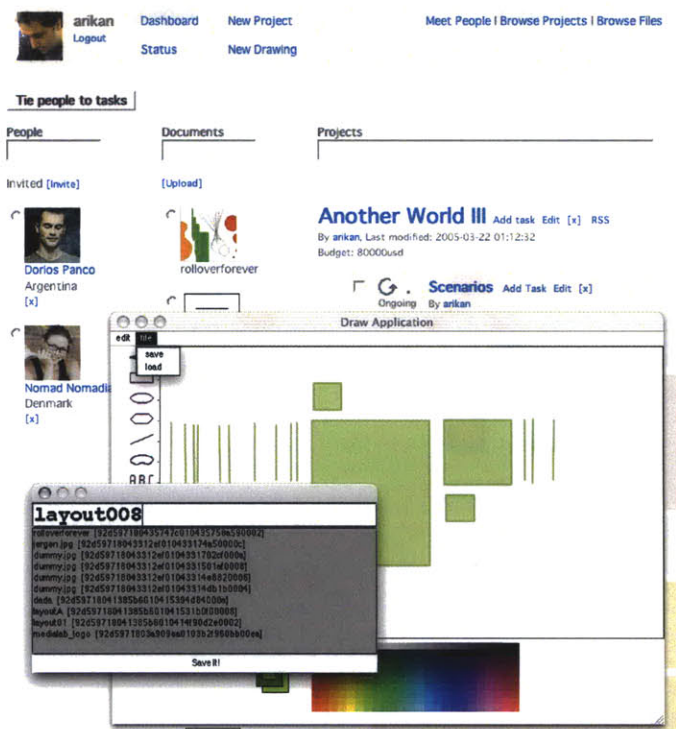 arikan
Logout
Dashboard New Project
Status New Drawing
Meet People | Browse Projects | Browse Files
Tie people to tasks
People Documents Projects
Invited [Invite]
[Upload]
Another World III Add task Edit [x] RSS
By arikan, Last modified: 2005-03-22 01:12:32
Budget: 80000usd
rolloverforever
Dorios Panco
Argentina
[x]
Scenarios Add Task Edit [x]
Ongoing By arikan
Draw Application
edit file
save
load
Nomad Nomadia
Denmark
[x]
ABC
layout008
rolloverforever
jergen.jpg
dummy.jpg
dummy.jpg
dummy.jpg
dummy.jpg
deds
layoutA
layout01
medialab_logo
Save It!